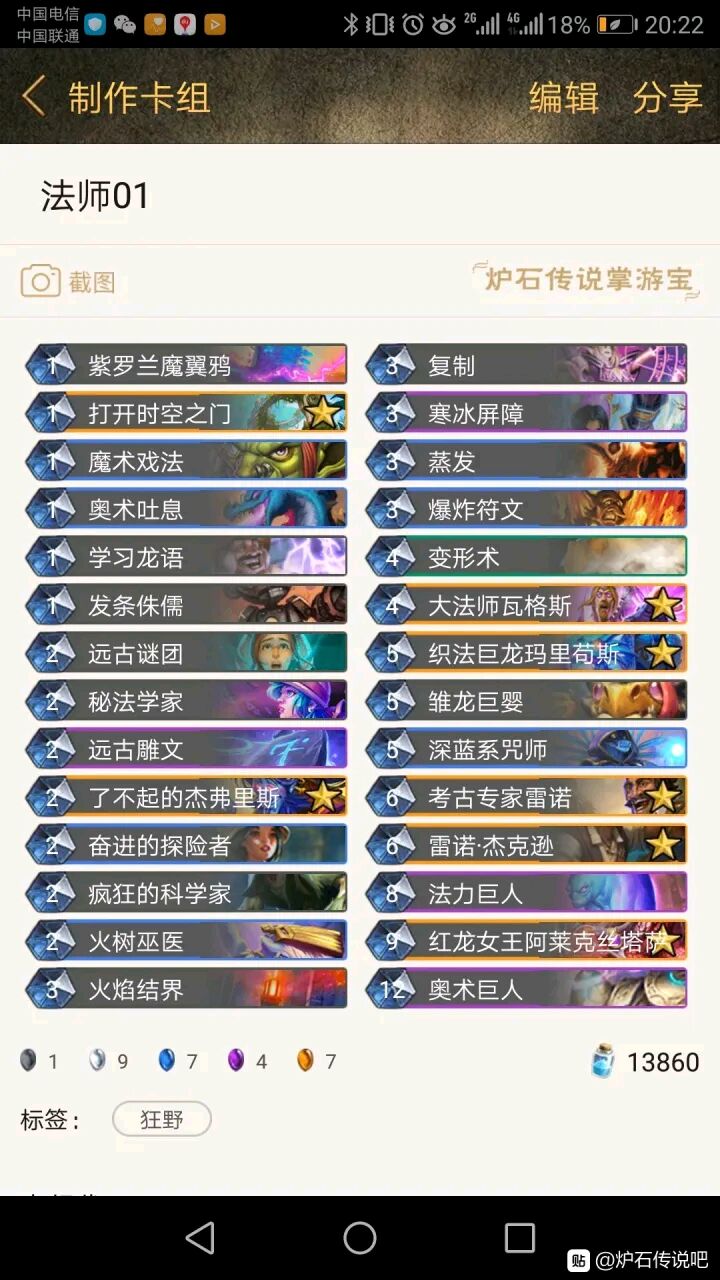 中国电信
中国联通
2G 4G 18% 20:22
制作卡组 编辑 分享
法师01
截图 炉石传说掌游宝
1 紫罗兰魔翼鸦
1 打开时空之门
1 魔术戏法
1 奥术吐息
1 学习龙语
1 发条侏儒
2 远古谜团
2 秘法学家
2 远古雕文
2 了不起的杰弗里斯
2 奋进的探险者
2 疯狂的科学家
2 火树巫医
3 火焰结界
3 复制
3 寒冰屏障
3 蒸发
3 爆炸符文
4 变形术
4 大法师瓦格斯
5 织法巨龙玛里苟斯
5 雏龙巨婴
5 深蓝系咒师
6 考古专家雷诺
6 雷诺·杰克逊
8 法力巨人
9 红龙女王阿莱克丝塔萨
12 奥术巨人
1 9 7 4 7 13860
标签: 狂野
贴 @炉石传说吧